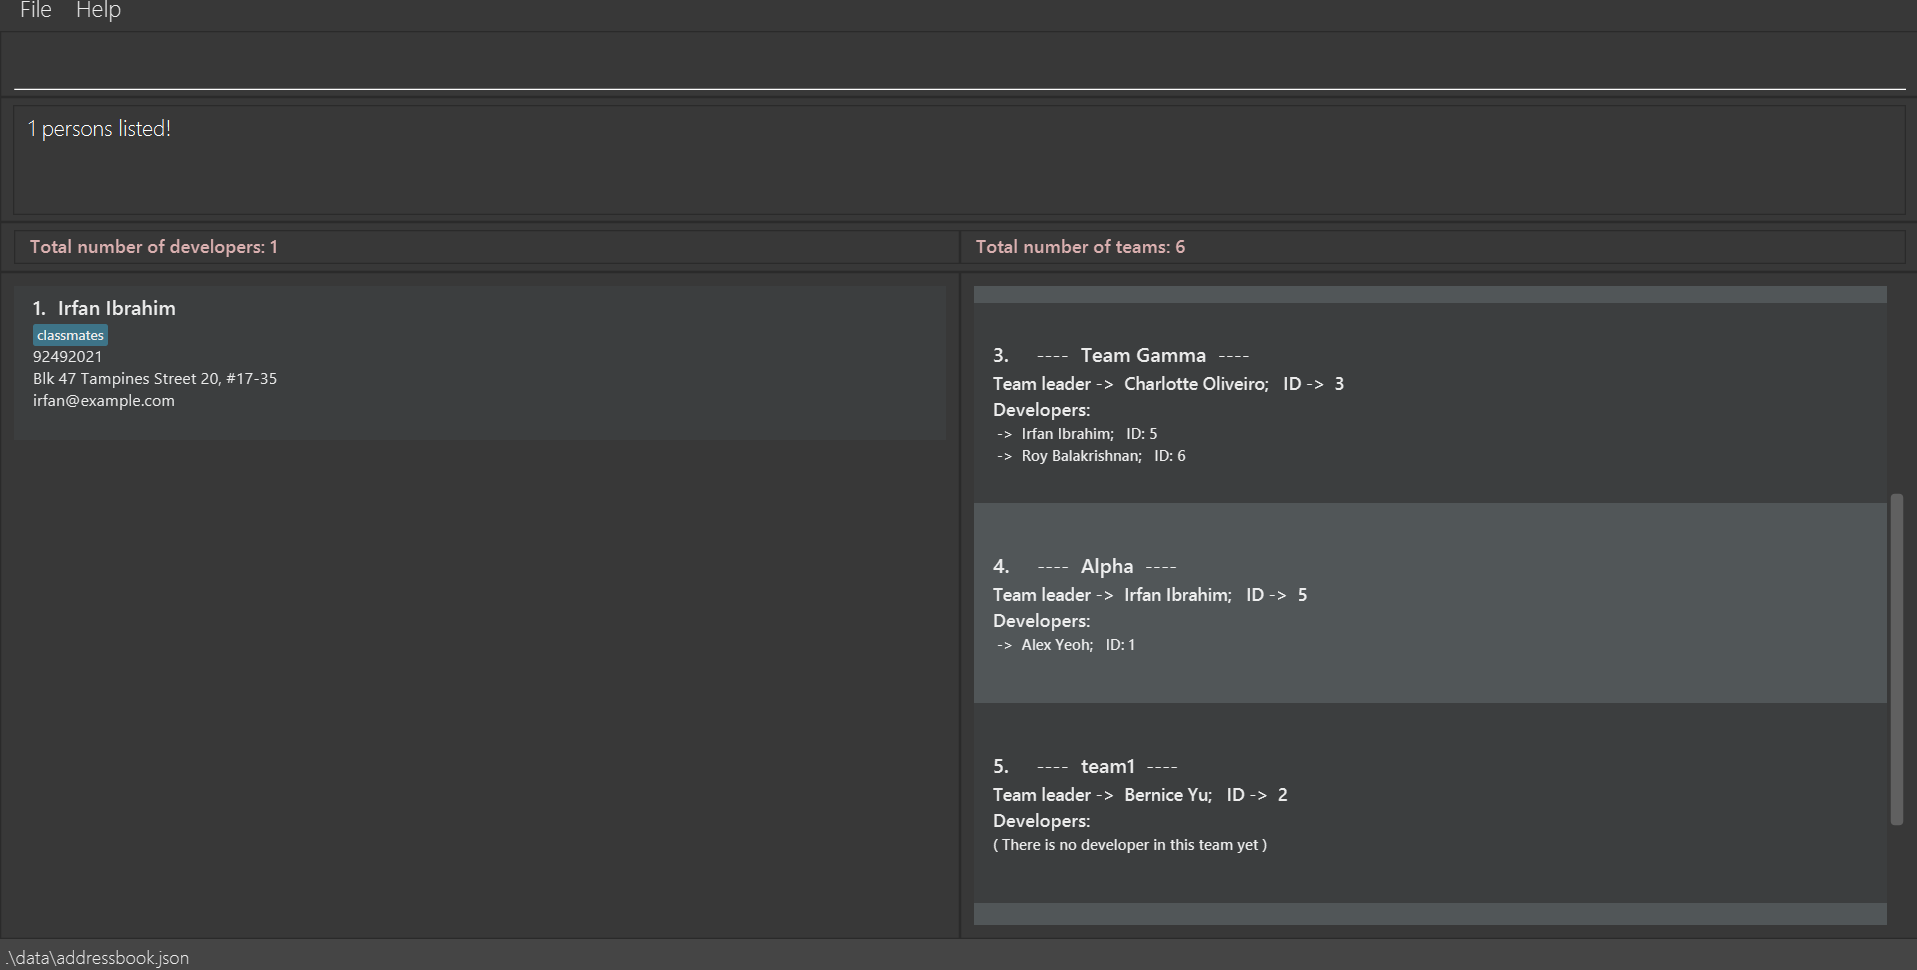 File Help
1 persons listed!
Total number of developers: 1
Total number of teams: 6
1. Irfan Ibrahim
classmates
92492021
Blk 47 Tampines Street 20, #17-35
irfan@example.com
3. ---- Team Gamma ----
Team leader -> Charlotte Oliveiro; ID -> 3
Developers:
-> Irfan Ibrahim; ID: 5
-> Roy Balakrishnan; ID: 6
4. ---- Alpha ----
Team leader -> Irfan Ibrahim; ID -> 5
Developers:
-> Alex Yeoh; ID: 1
5. ---- team1 ----
Team leader -> Bernice Yu; ID -> 2
Developers:
( There is no developer in this team yet )
.\data\addressbook.json